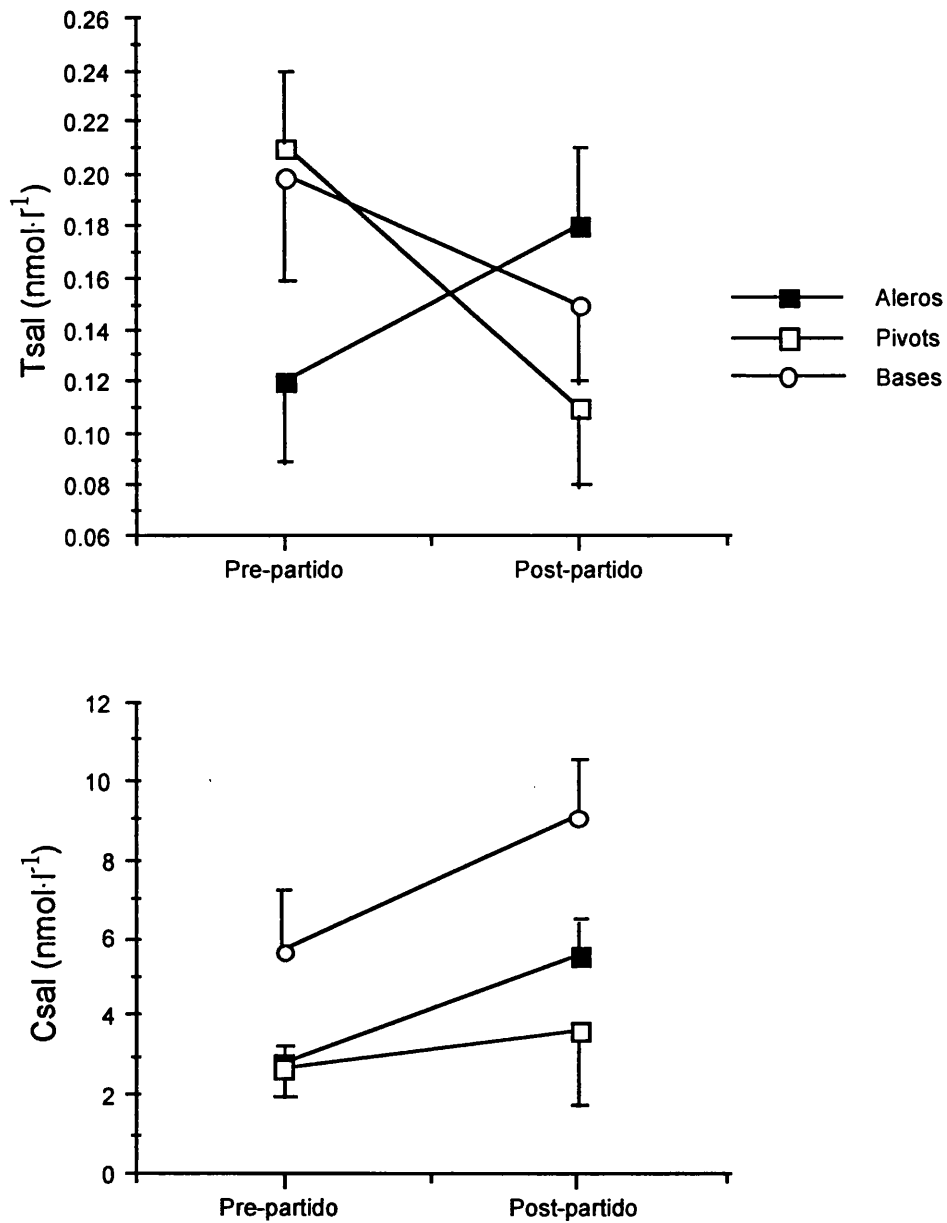 0.26
0.24
0.22
0.20
0.18
0.16
0.14
0.12
0.10
0.08
0.06
Tsal (nmol·l¹)
Pre-partido Post-partido
Aleros
Pivots
Bases
12
10
8
6
4
2
0
Csal (nmol·l⁻¹)
Pre-partido Post-partido